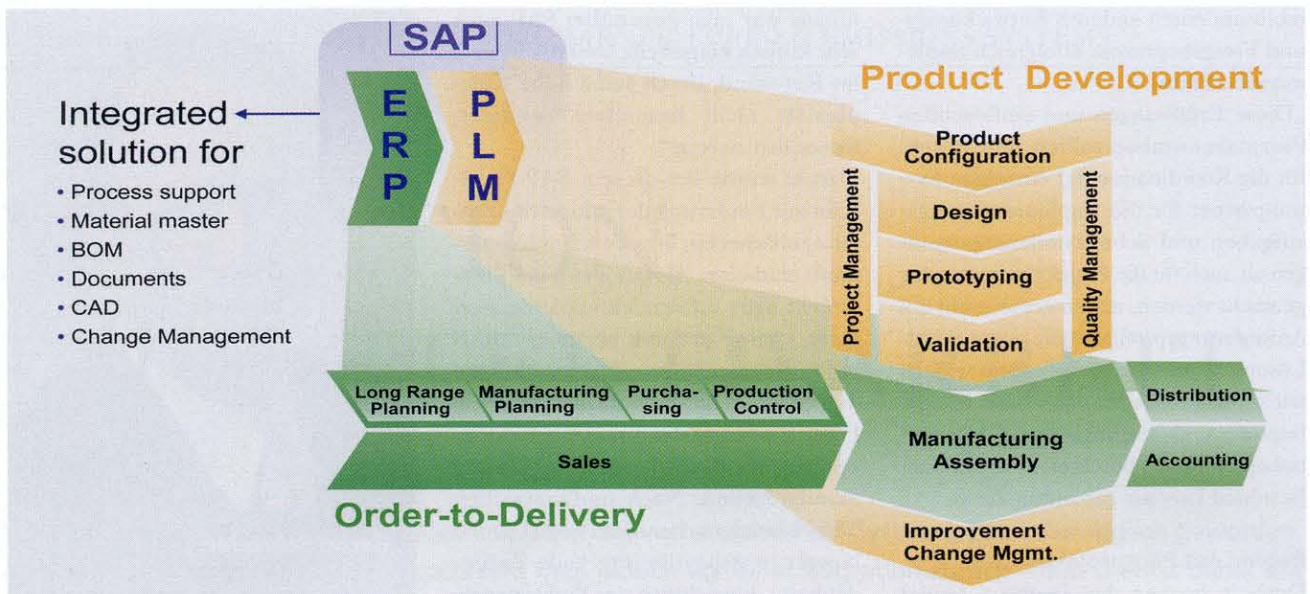 SAP
ERP
PLM
Integrated
solution for
• Process support
• Material master
• BOM
• Documents
• CAD
• Change Management
Product Development
Product
Configuration
Design
Prototyping
Validation
Project Management
Quality Management
Long Range
Planning
Manufacturing
Planning
Purcha-
sing
Production
Control
Sales
Manufacturing
Assembly
Distribution
Accounting
Order-to-Delivery
Improvement
Change Mgmt.